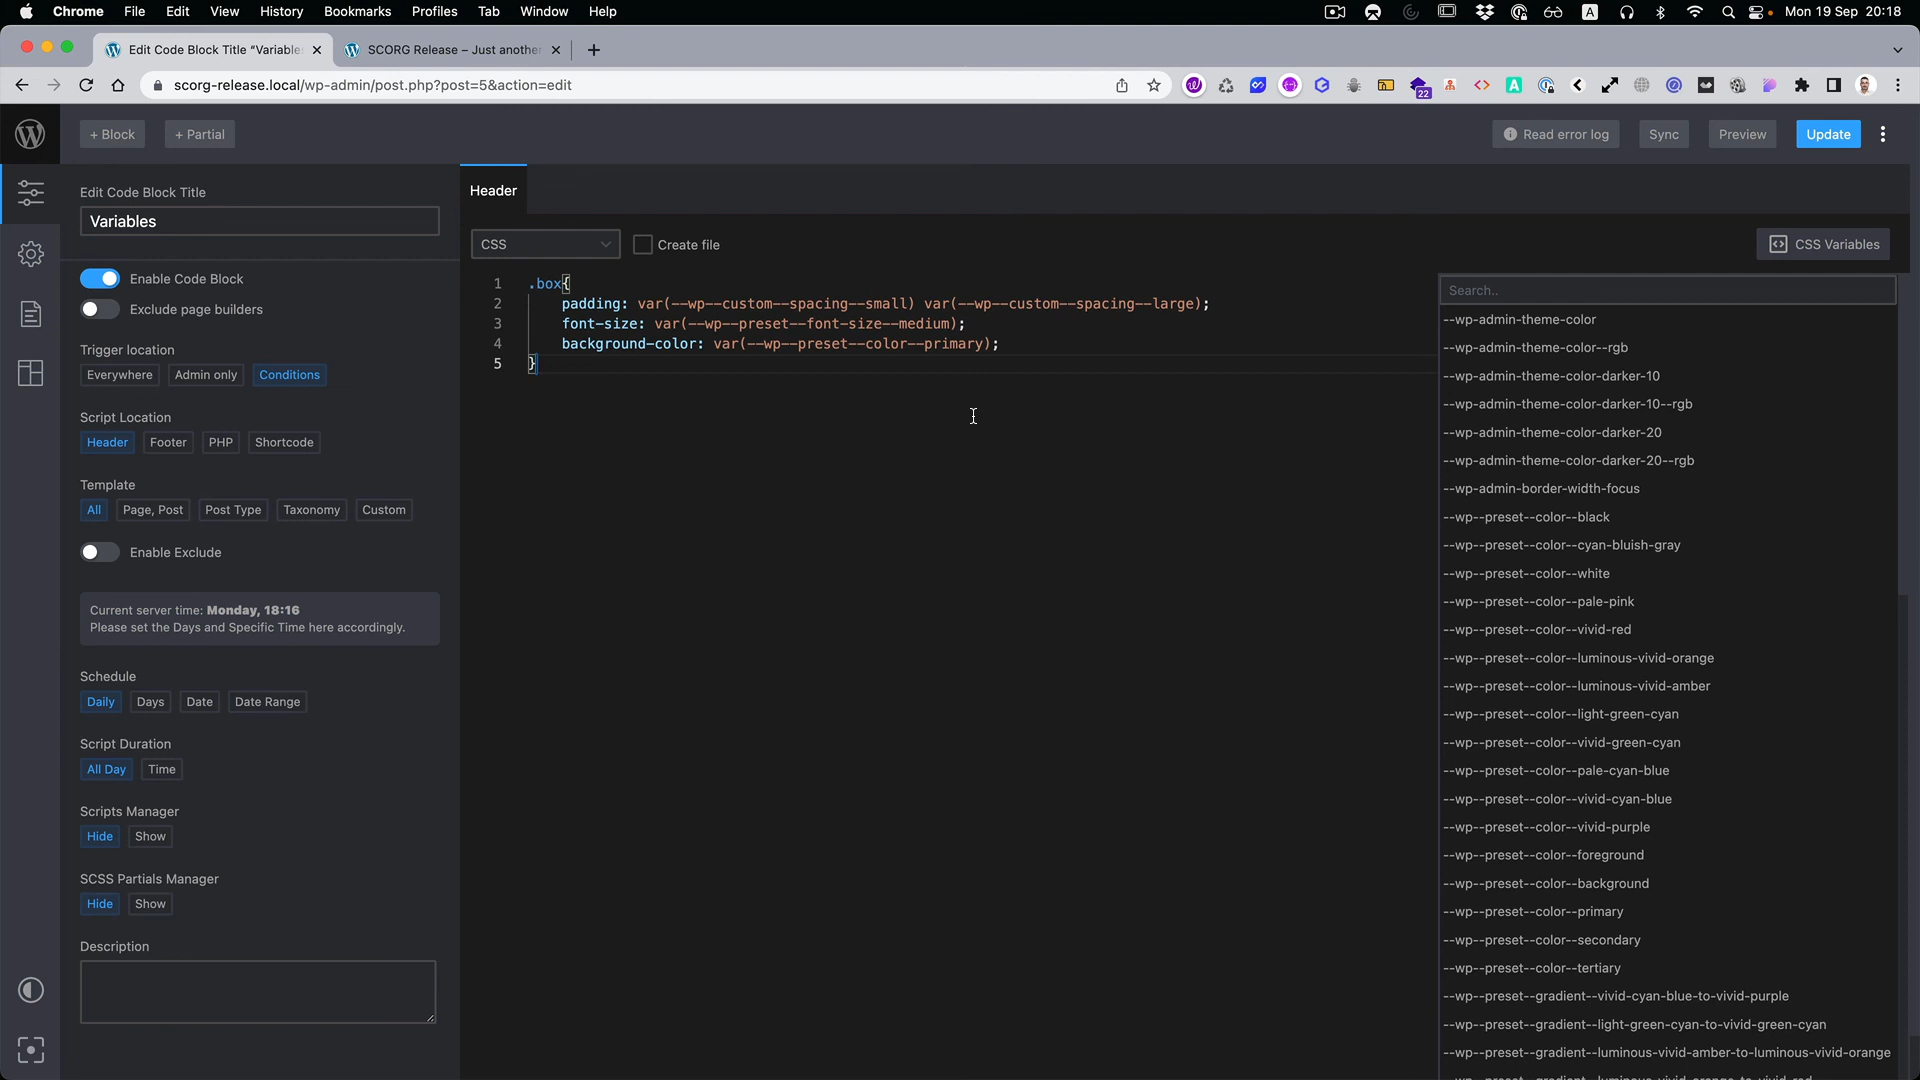 Chrome File Edit View History Bookmarks Profiles Tab Window Help Mon 19 Sep 20:18
Edit Code Block Title “Variable SCORG Release – Just another
scorg-release.local/wp-admin/post.php?post=5&action=edit
22
+ Block + Partial Read error log Sync Preview Update
Edit Code Block Title
Variables
Enable Code Block
Exclude page builders
Trigger location
Everywhere Admin only Conditions
Script Location
Header Footer PHP Shortcode
Template
All Page, Post Post Type Taxonomy Custom
Enable Exclude
Current server time: Monday, 18:16
Please set the Days and Specific Time here accordingly.
Schedule
Daily Days Date Date Range
Script Duration
All Day Time
Scripts Manager
Hide Show
SCSS Partials Manager
Hide Show
Description
Header
CSS Create file CSS Variables
1 .box{
2 padding: var(--wp--custom--spacing--small) var(--wp--custom--spacing--large);
3 font-size: var(--wp--preset--font-size--medium);
4 background-color: var(--wp--preset--color--primary);
5 }
Search..
--wp-admin-theme-color
--wp-admin-theme-color--rgb
--wp-admin-theme-color-darker-10
--wp-admin-theme-color-darker-10--rgb
--wp-admin-theme-color-darker-20
--wp-admin-theme-color-darker-20--rgb
--wp-admin-border-width-focus
--wp--preset--color--black
--wp--preset--color--cyan-bluish-gray
--wp--preset--color--white
--wp--preset--color--pale-pink
--wp--preset--color--vivid-red
--wp--preset--color--luminous-vivid-orange
--wp--preset--color--luminous-vivid-amber
--wp--preset--color--light-green-cyan
--wp--preset--color--vivid-green-cyan
--wp--preset--color--pale-cyan-blue
--wp--preset--color--vivid-cyan-blue
--wp--preset--color--vivid-purple
--wp--preset--color--foreground
--wp--preset--color--background
--wp--preset--color--primary
--wp--preset--color--secondary
--wp--preset--color--tertiary
--wp--preset--gradient--vivid-cyan-blue-to-vivid-purple
--wp--preset--gradient--light-green-cyan-to-vivid-green-cyan
--wp--preset--gradient--luminous-vivid-amber-to-luminous-vivid-orange